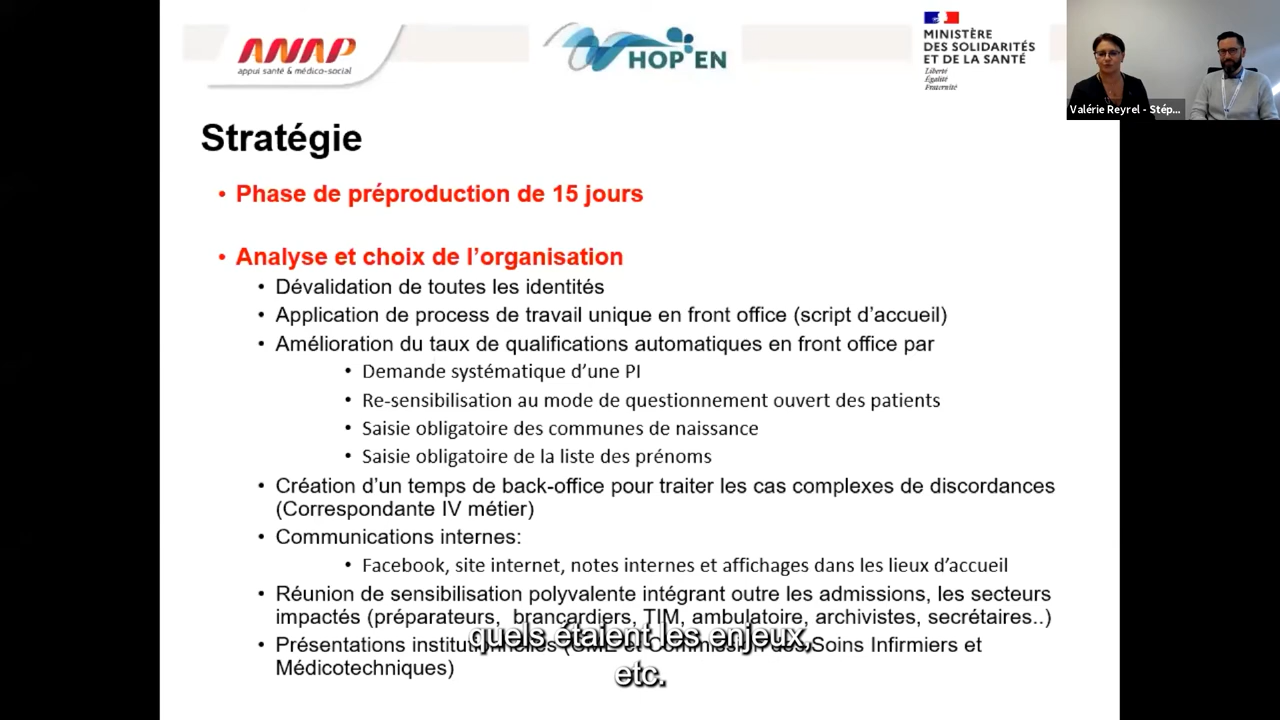 ANAP
appui santé & médico-social
HOP'EN
MINISTÈRE
DES SOLIDARITÉS
ET DE LA SANTÉ
Liberté
Égalité
Fraternité
Valérie Reyrel - Stép...
Stratégie
• Phase de préproduction de 15 jours
• Analyse et choix de l’organisation
• Dévalidation de toutes les identités
• Application de process de travail unique en front office (script d’accueil)
• Amélioration du taux de qualifications automatiques en front office par
• Demande systématique d’une PI
• Re-sensibilisation au mode de questionnement ouvert des patients
• Saisie obligatoire des communes de naissance
• Saisie obligatoire de la liste des prénoms
• Création d’un temps de back-office pour traiter les cas complexes de discordances
(Correspondante IV métier)
• Communications internes:
• Facebook, site internet, notes internes et affichages dans les lieux d’accueil
• Réunion de sensibilisation polyvalente intégrant outre les admissions, les secteurs
impactés (préparateurs, brancardiers, TIM, ambulatoire, archivistes, secrétaires..)
• Présentations institutionnelles (CME et Commission des Soins Infirmiers et
Médicotechniques)
quels étaient les enjeux,
etc.